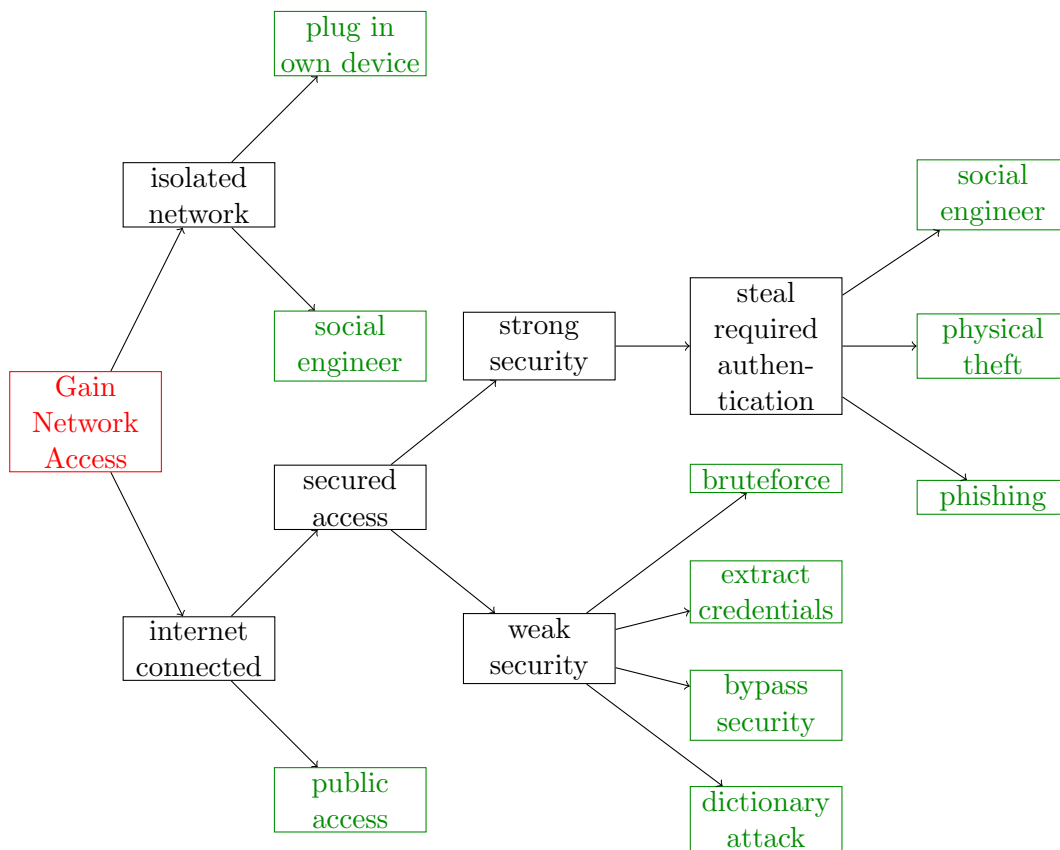 plug in
own device
isolated
network
social
engineer
social
engineer
strong
security
steal
required
authen-
tication
physical
theft
Gain
Network
Access
secured
access
bruteforce
phishing
extract
credentials
internet
connected
weak
security
bypass
security
public
access
dictionary
attack